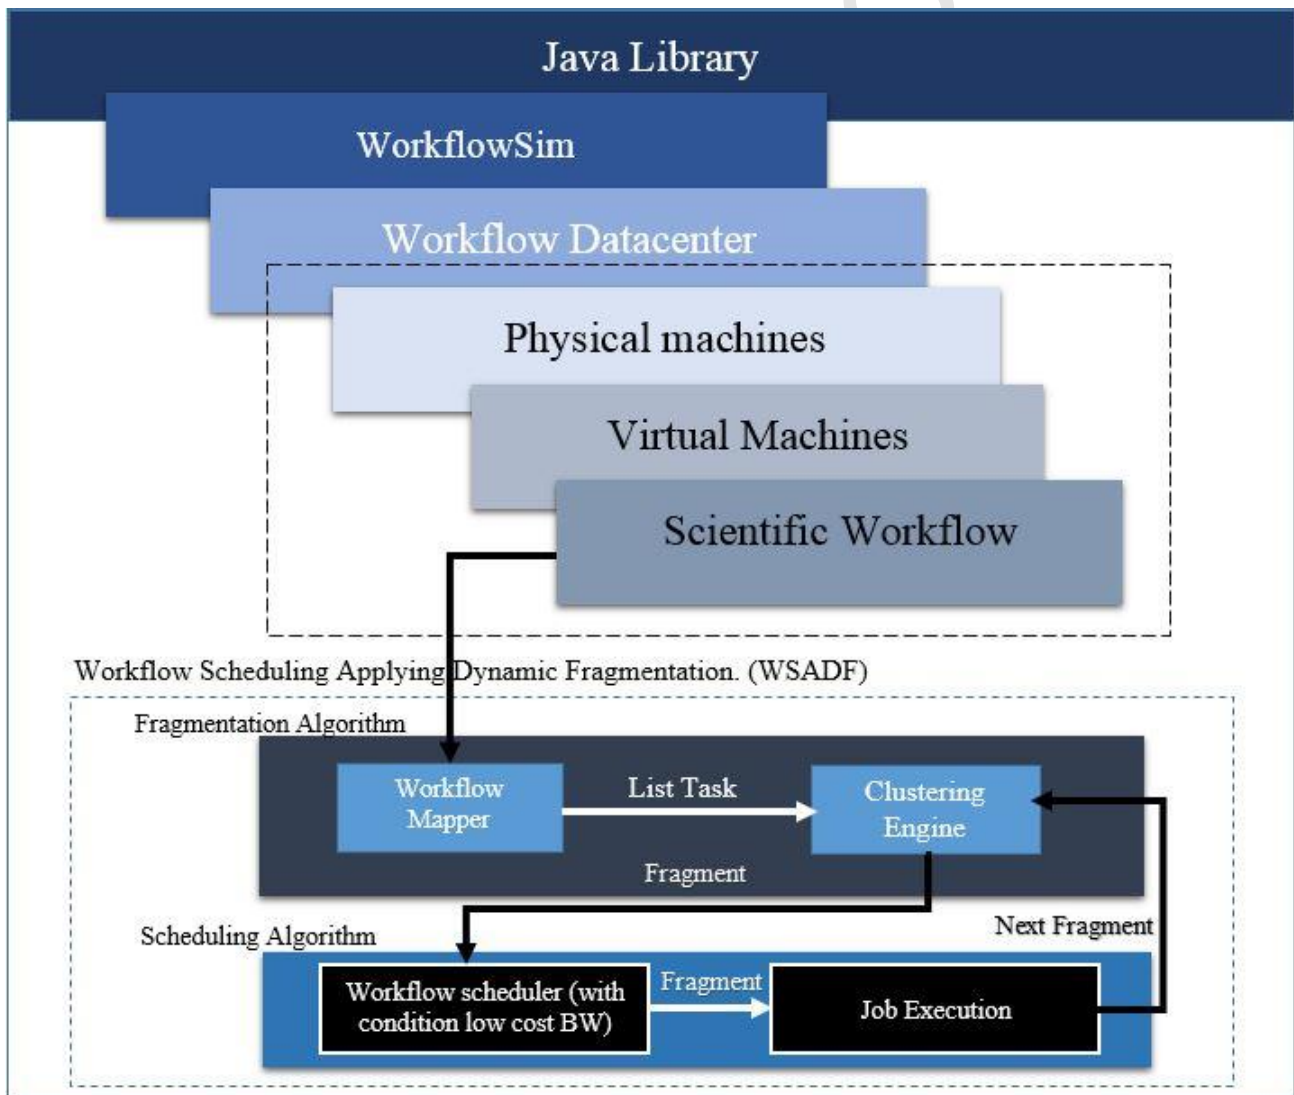 Java Library
WorkflowSim
Workflow Datacenter
Physical machines
Virtual Machines
Scientific Workflow
Workflow Scheduling Applying Dynamic Fragmentation. (WSADF)
Fragmentation Algorithm
Workflow
Mapper
List Task
Clustering
Engine
Fragment
Scheduling Algorithm
Next Fragment
Workflow scheduler (with
condition low cost BW)
Fragment
Job Execution